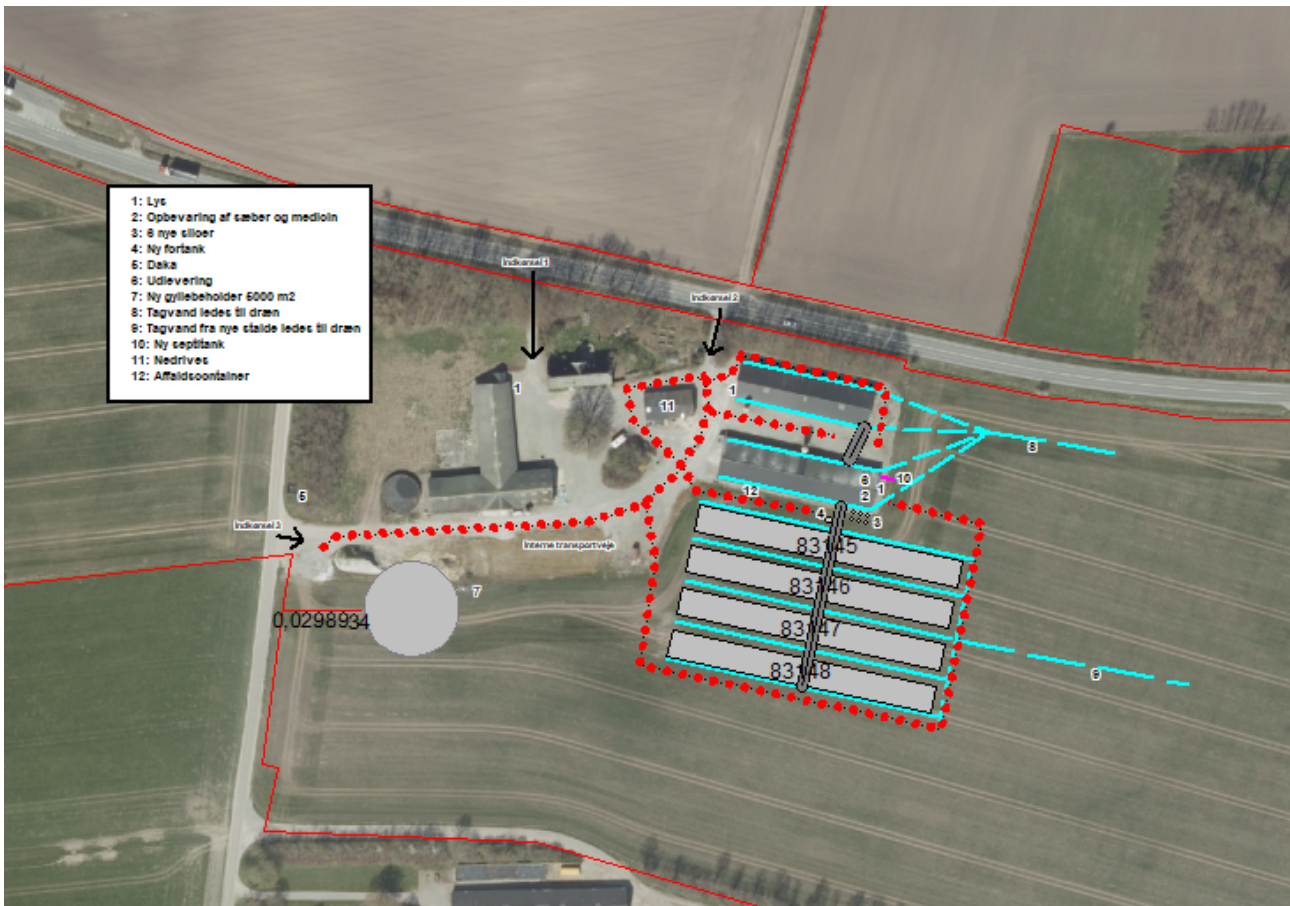 1: Lys
2: Opbevaring af sæber og medicin
3: 6 nye siloer
4: Ny fortank
5: Daka
6: Udlevering
7: Ny gyllebeholder 5000 m2
8: Tagvand ledes til dræn
9: Tagvand fra nye stalde ledes til dræn
10: Ny septitank
11: Nedrives
12: Affaldscontainer
Indkørsel 1
Indkørsel 2
1
1
11
8
6
10
1
2
12
5
4
3
Indkørsel 3
Interne transportveje
83145
83146
7
0,0298934
83147
83148
9